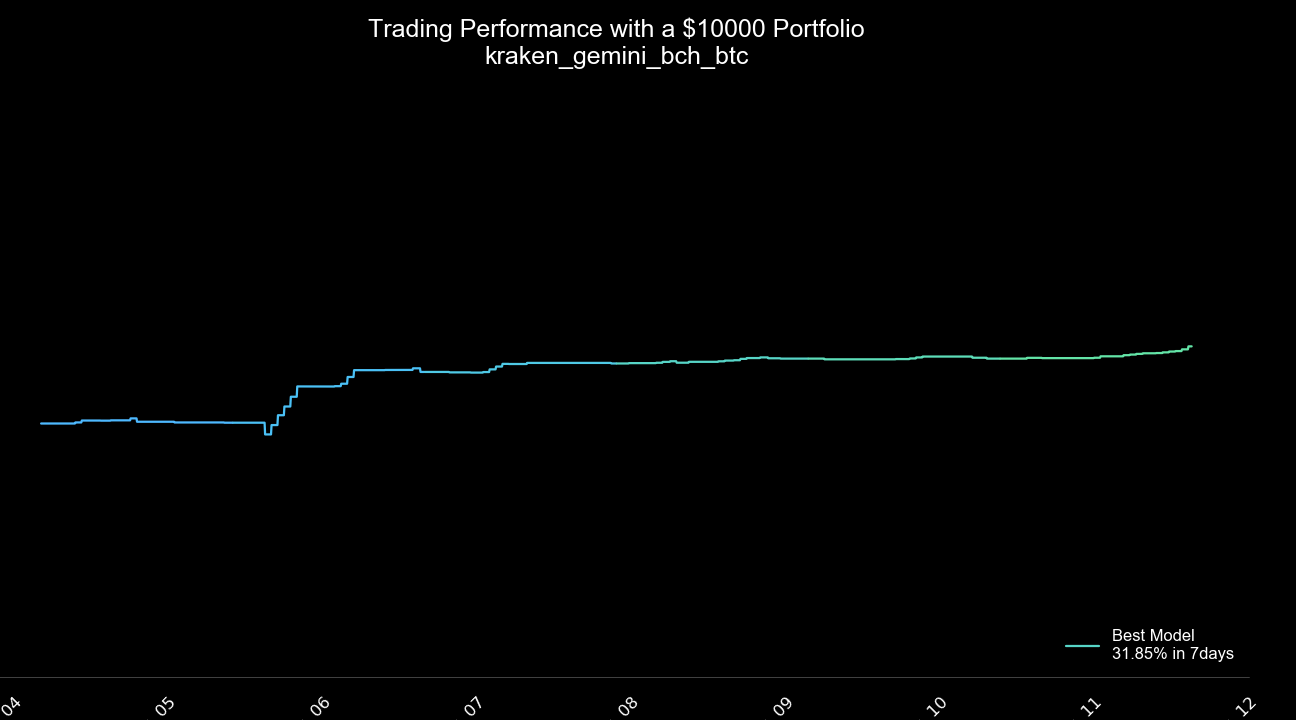 Trading Performance with a $10000 Portfolio
kraken_gemini_bch_btc
Best Model
31.85% in 7days
04 05 06 07 08 09 10 11 12